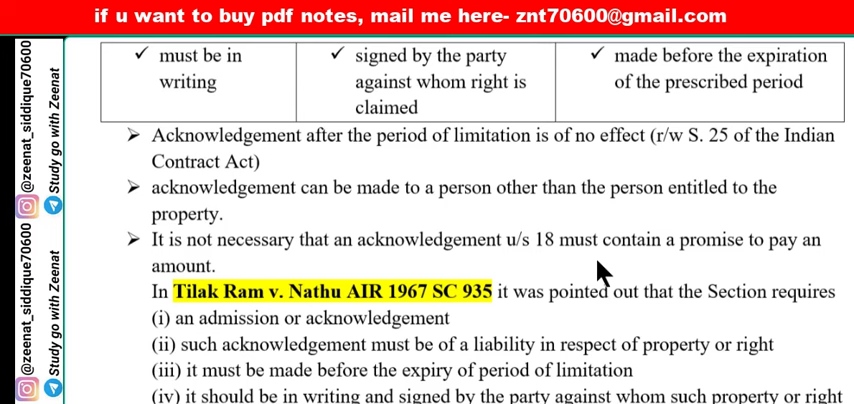 if u want to buy pdf notes, mail me here- znt70600@gmail.com
✓ must be in writing
✓ signed by the party against whom right is claimed
✓ made before the expiration of the prescribed period
➢ Acknowledgement after the period of limitation is of no effect (r/w S. 25 of the Indian
Contract Act)
➢ acknowledgement can be made to a person other than the person entitled to the
property.
➢ It is not necessary that an acknowledgement u/s 18 must contain a promise to pay an
amount.
In Tilak Ram v. Nathu AIR 1967 SC 935 it was pointed out that the Section requires
(i) an admission or acknowledgement
(ii) such acknowledgement must be of a liability in respect of property or right
(iii) it must be made before the expiry of period of limitation
(iv) it should be in writing and signed by the party against whom such property or right
@zeenat_siddique70600
Study go with Zeenat
@zeenat_siddique70600
Study go with Zeenat